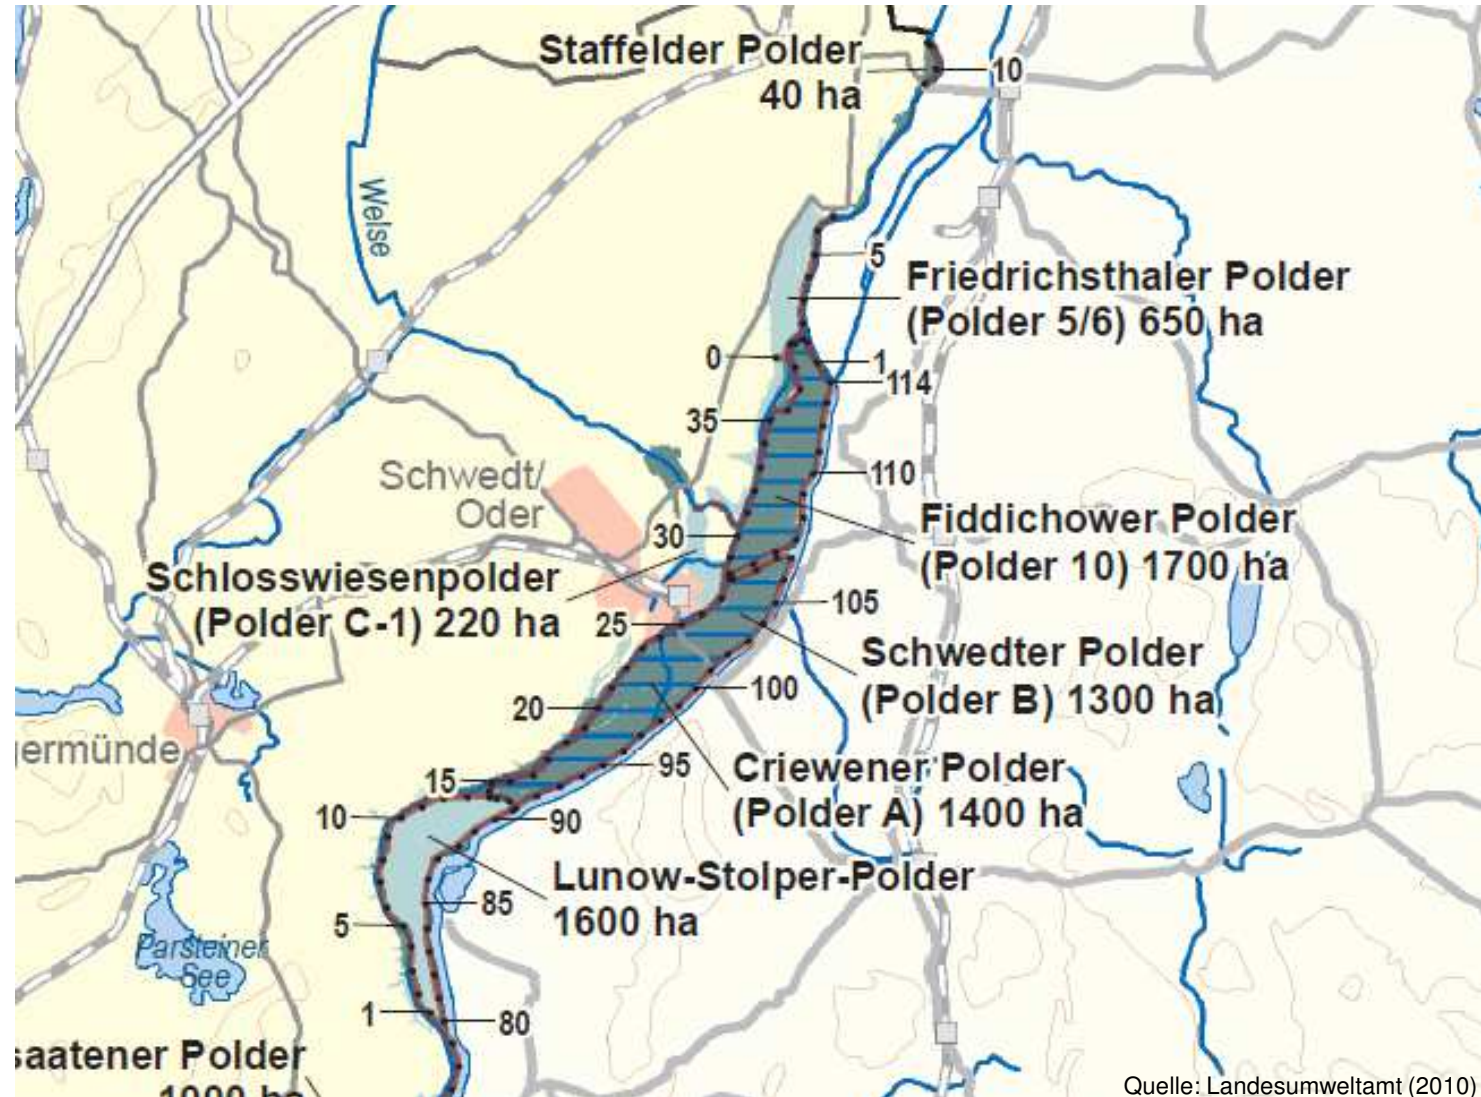 Staffelder Polder
40 ha
10
Welse
5
Friedrichsthaler Polder
(Polder 5/6) 650 ha
0
1
114
35
110
Schwedt/
Oder
30
Fiddichower Polder
(Polder 10) 1700 ha
Schlosswiesenpolder
(Polder C-1) 220 ha
25
105
Schwedter Polder
(Polder B) 1300 ha
20
100
ermünde
15
95
Criewener Polder
(Polder A) 1400 ha
10
90
Lunow-Stolper-Polder
1600 ha
85
5
Parsteiner
See
1
80
saatener Polder
1000 ha
Quelle: Landesumweltamt (2010)